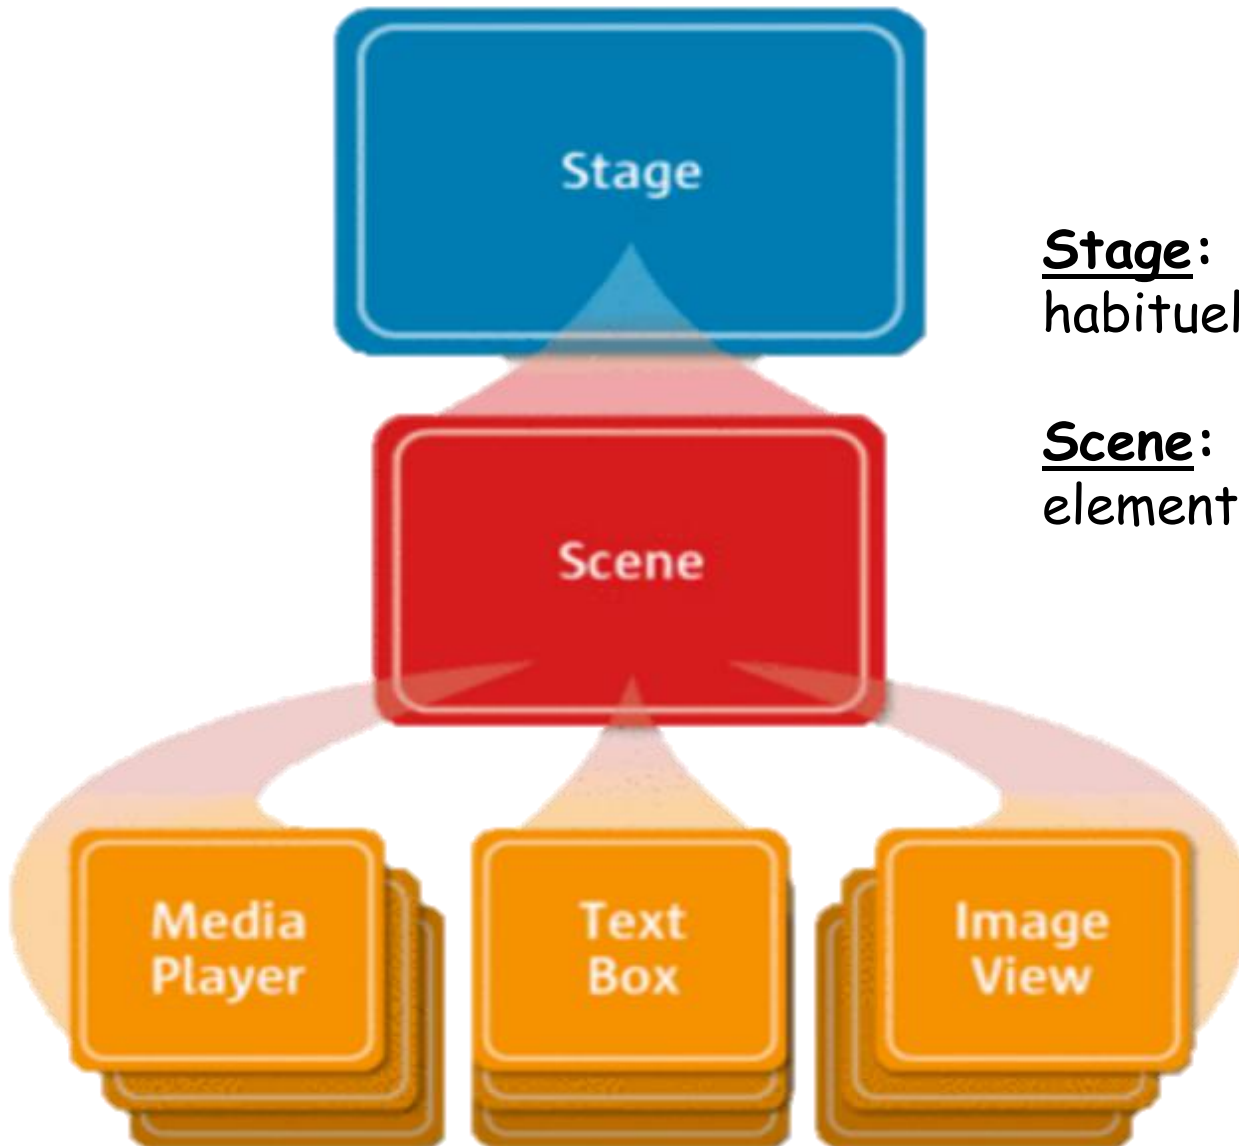 Stage
Stage:
habituel
Scene:
element
Scene
Media
Player
Text
Box
Image
View